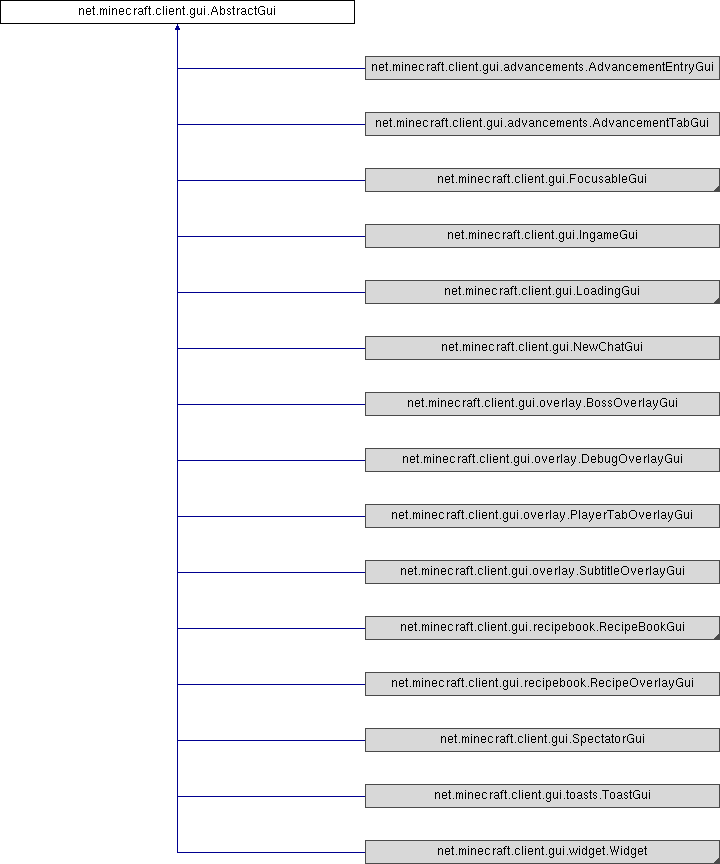 net.minecraft.client.gui.AbstractGui
net.minecraft.client.gui.advancements.AdvancementEntryGui
net.minecraft.client.gui.advancements.AdvancementTabGui
net.minecraft.client.gui.FocusableGui
net.minecraft.client.gui.IngameGui
net.minecraft.client.gui.LoadingGui
net.minecraft.client.gui.NewChatGui
net.minecraft.client.gui.overlay.BossOverlayGui
net.minecraft.client.gui.overlay.DebugOverlayGui
net.minecraft.client.gui.overlay.PlayerTabOverlayGui
net.minecraft.client.gui.overlay.SubtitleOverlayGui
net.minecraft.client.gui.recipebook.RecipeBookGui
net.minecraft.client.gui.recipebook.RecipeOverlayGui
net.minecraft.client.gui.SpectatorGui
net.minecraft.client.gui.toasts.ToastGui
net.minecraft.client.gui.widget.Widget